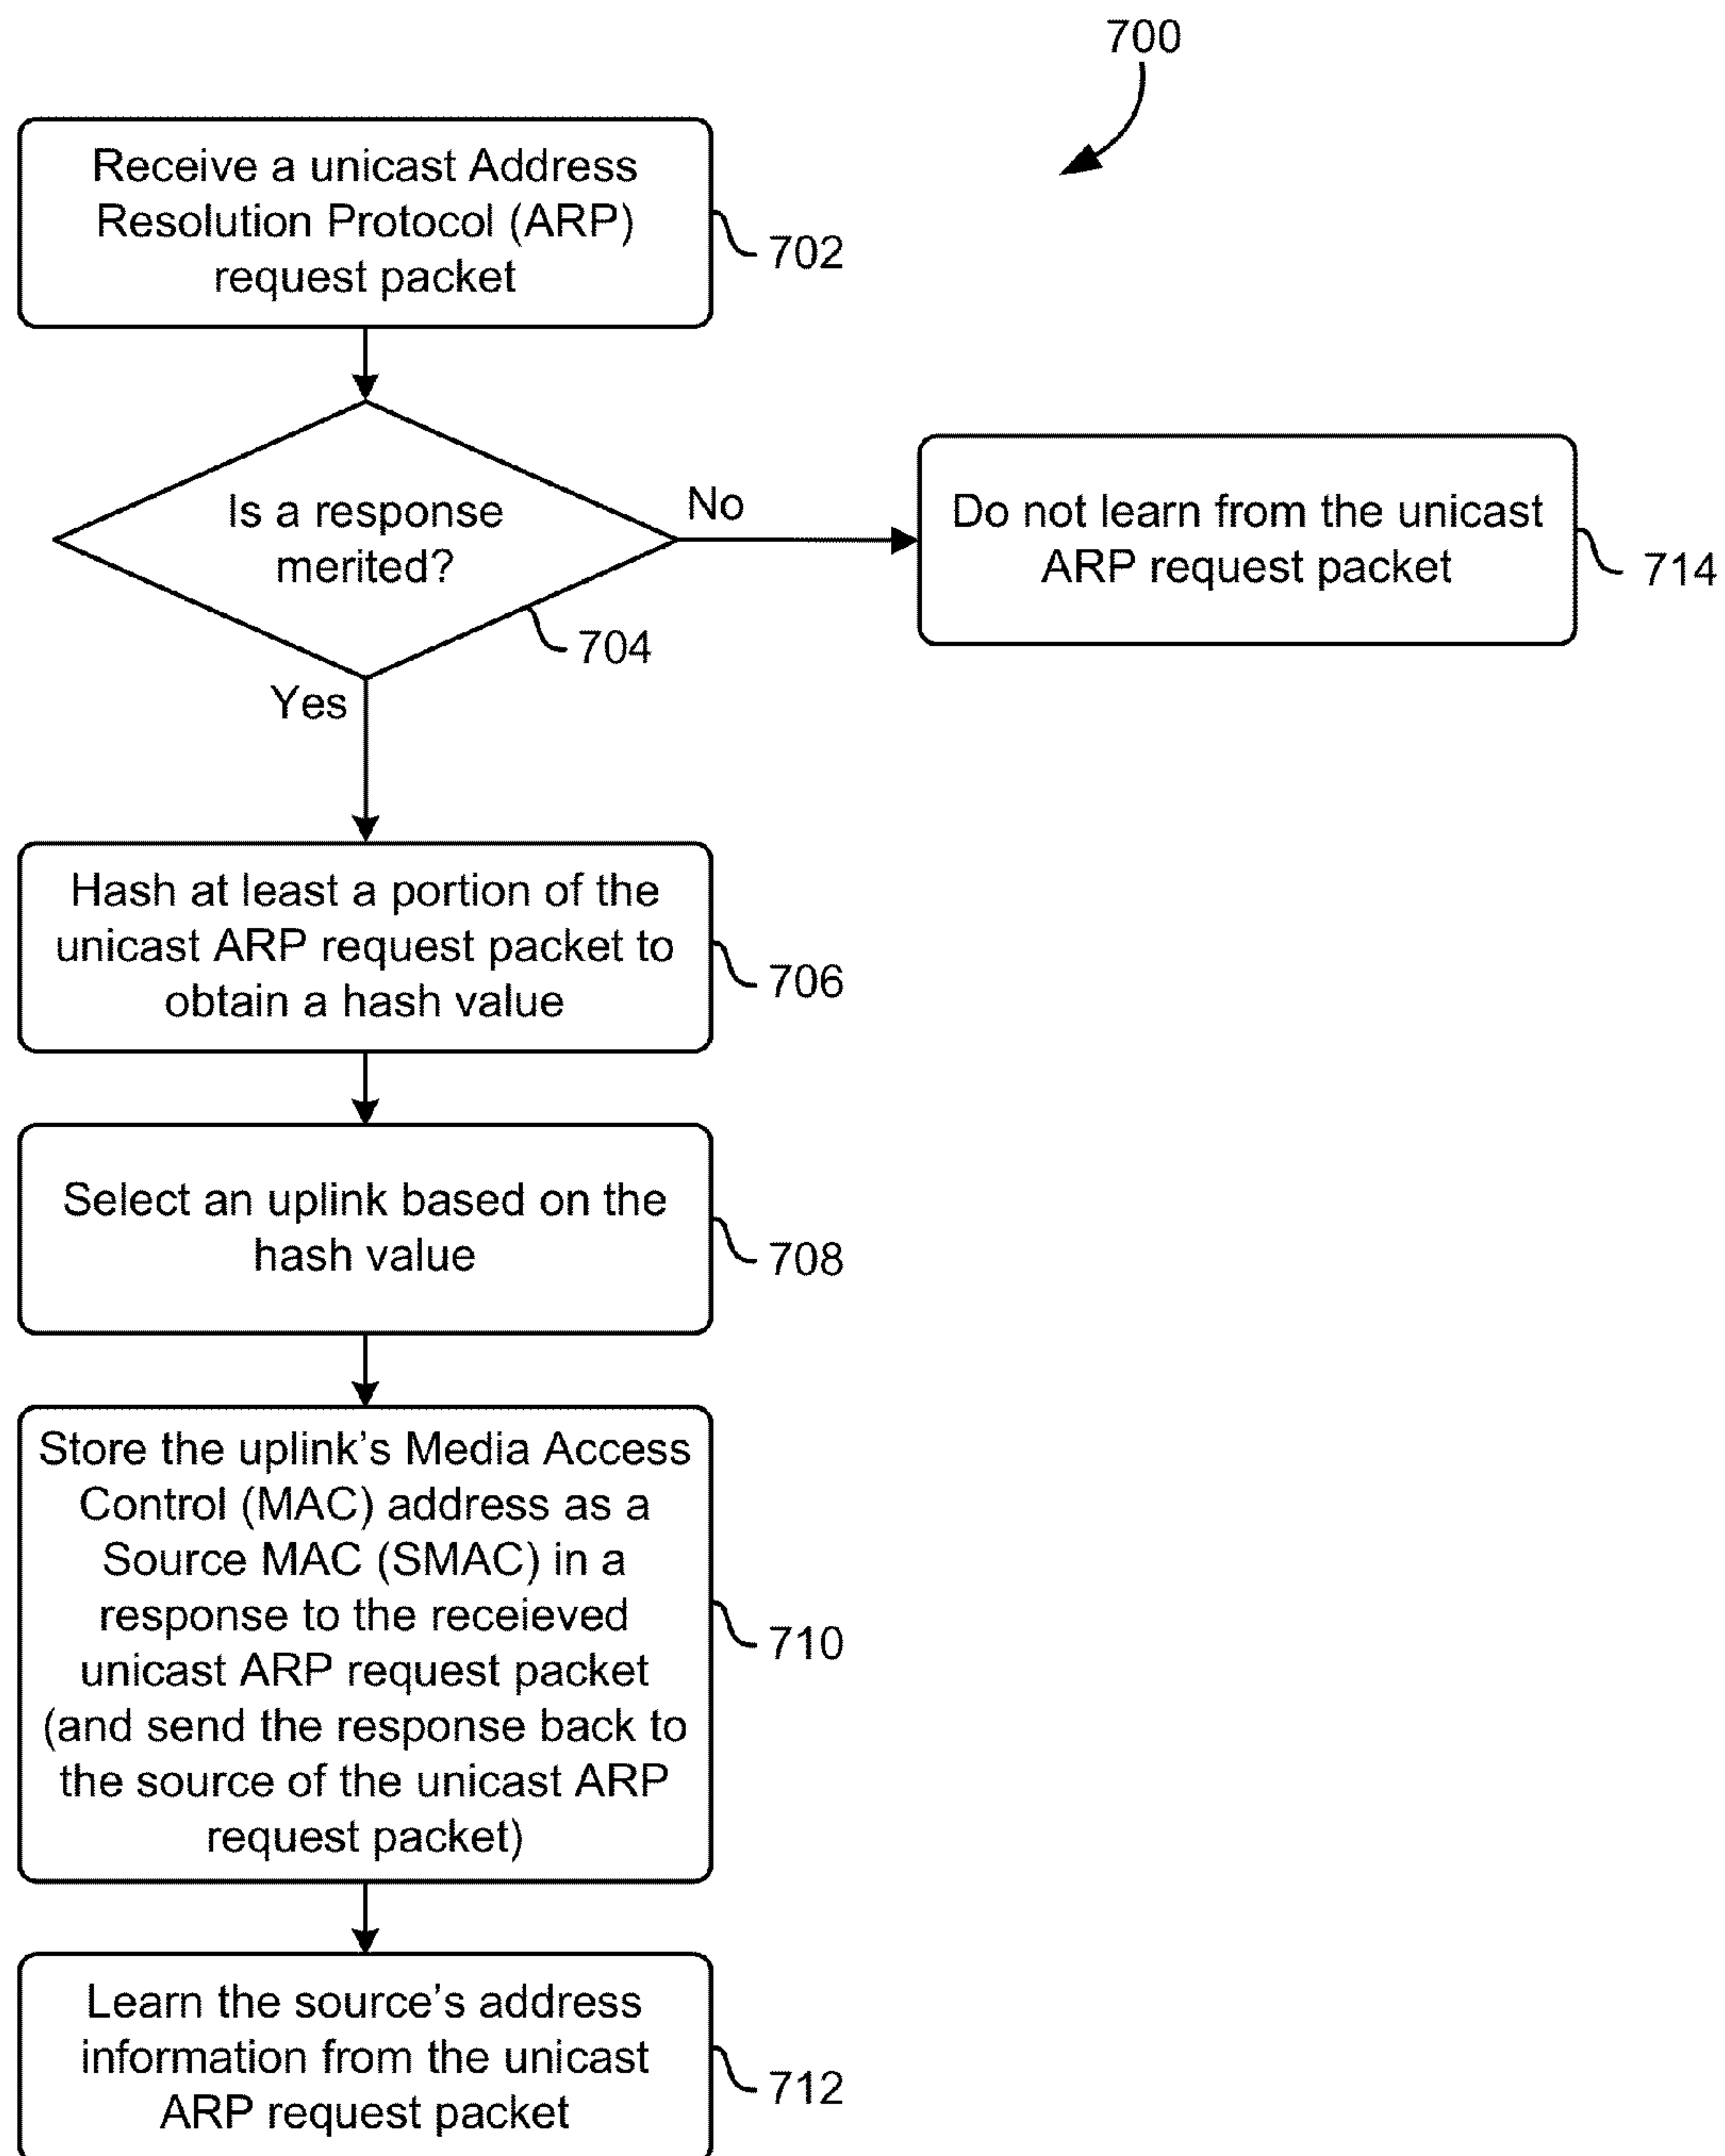 700
Receive a unicast Address
Resolution Protocol (ARP)
request packet
702
Is a response
merited?
704
No
Do not learn from the unicast
ARP request packet
714
Yes
Hash at least a portion of the
unicast ARP request packet to
obtain a hash value
706
Select an uplink based on the
hash value
708
Store the uplink’s Media Access
Control (MAC) address as a
Source MAC (SMAC) in a
response to the receieved
unicast ARP request packet
(and send the response back to
the source of the unicast ARP
request packet)
710
Learn the source’s address
information from the unicast
ARP request packet
712